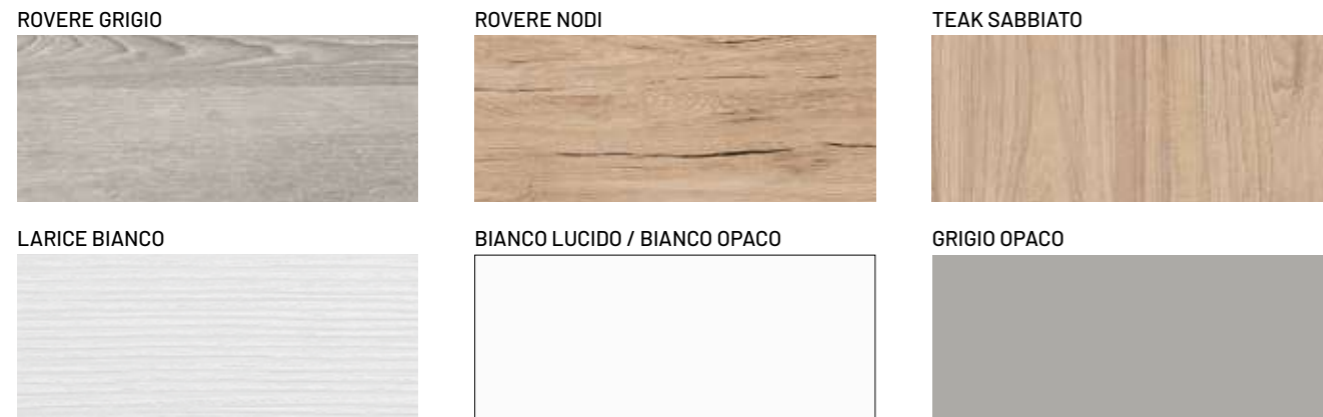 ROVERE GRIGIO
ROVERE NODI
TEAK SABBIATO
LARICE BIANCO
BIANCO LUCIDO / BIANCO OPACO
GRIGIO OPACO